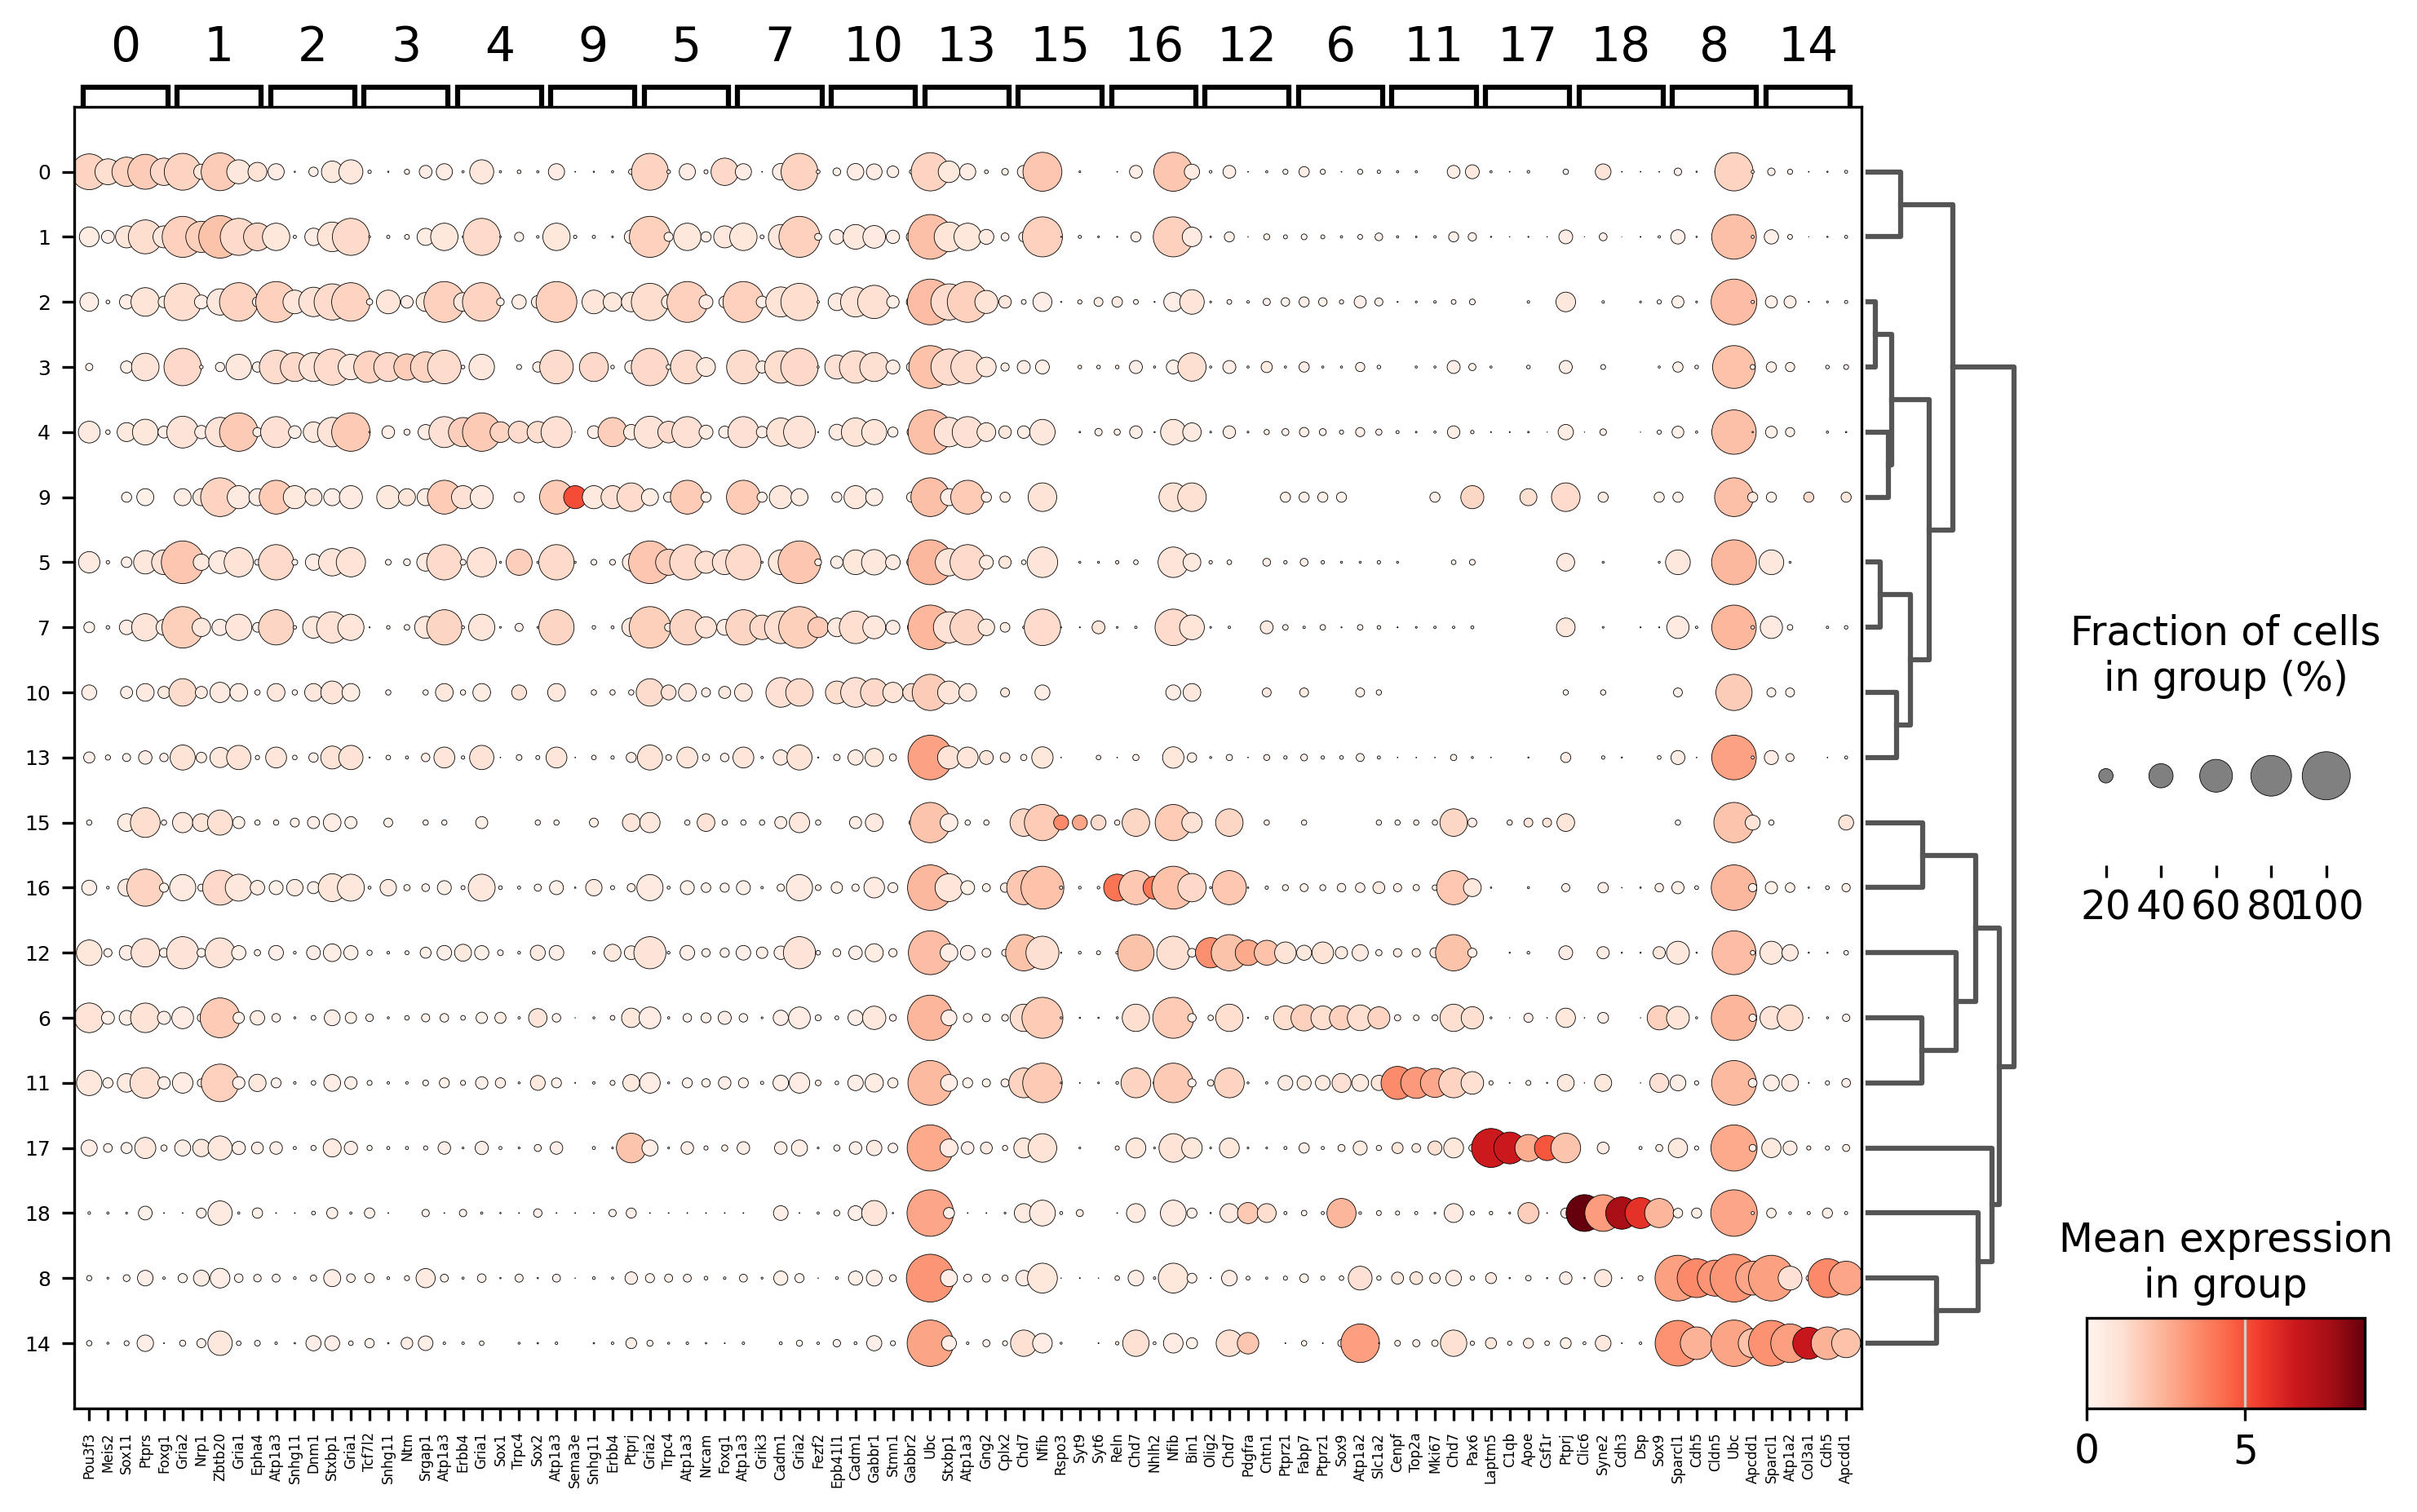 0 1 2 3 4 9 5 7 10 13 15 16 12 6 11 17 18 8 14
0
1
2
3
4
9
5
7
10
13
15
16
12
6
11
17
18
8
14
Fraction of cells
in group (%)
20 40 60 80 100
Mean expression
in group
0 5
Pou3f3 Meis2 Sox11 Ptprs Foxg1 Gria2 Nrp1 Zbtb20 Gria1 Epha4 Atp1a3 Snhg11 Dnm1 Stxbp1 Gria1 Tcf7l2 Snhg11 Ntm Srgap1 Atp1a3 Erbb4 Gria1 Sox1 Trpc4 Sox2 Atp1a3 Sema3e Snhg11 Erbb4 Ptprj Gria2 Trpc4 Atp1a3 Nrcam Foxg1 Atp1a3 Grik3 Cadm1 Gria2 Fezf2 Epb41l1 Cadm1 Gabbr1 Stmn1 Gabbr2 Ubc Stxbp1 Atp1a3 Gng2 Cplx2 Chd7 Nfib Rspo3 Syt9 Syt6 Reln Chd7 Nhlh2 Nfib Bin1 Olig2 Chd7 Pdgfra Cntn1 Ptprz1 Fabp7 Ptprz1 Sox9 Atp1a2 Slc1a2 Cenpf Top2a Mki67 Chd7 Pax6 Laptm5 C1qb Apoe Csf1r Ptprj Clic6 Syne2 Cdh3 Dsp Sox9 Sparcl1 Cdh5 Cldn5 Ubc Apcdd1 Sparcl1 Atp1a2 Col3a1 Cdh5 Apcdd1